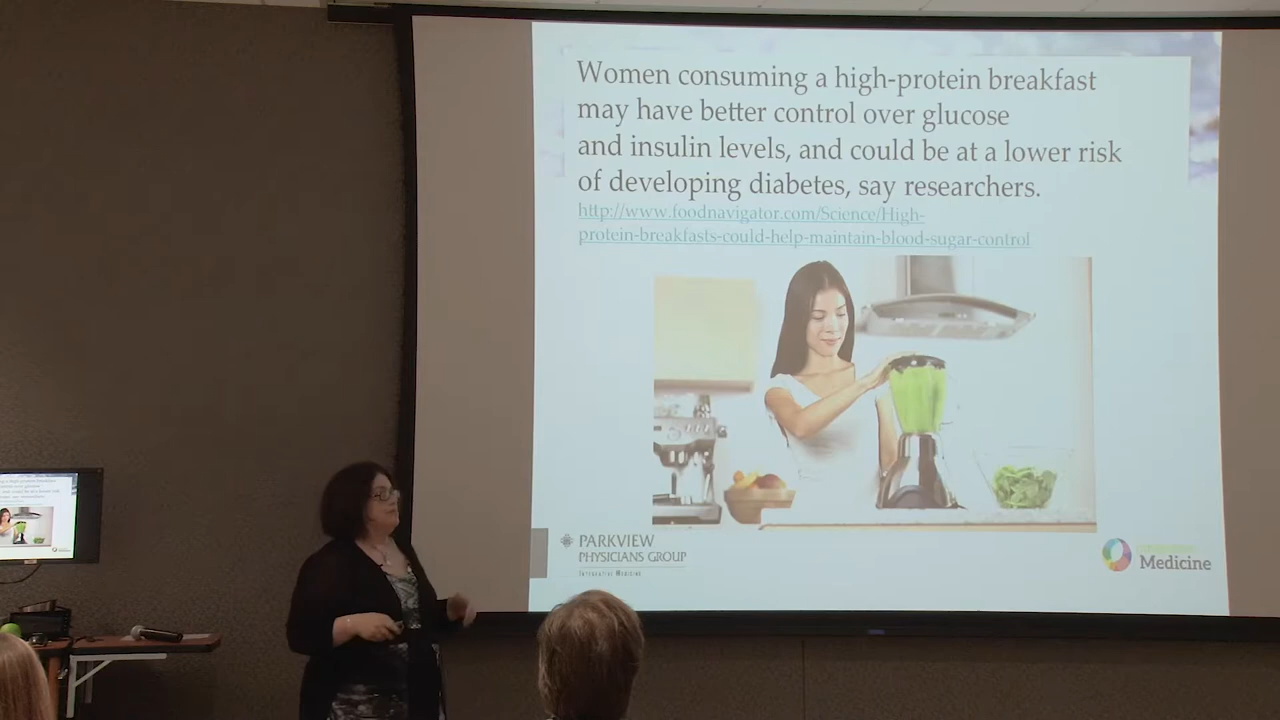 Women consuming a high-protein breakfast
may have better control over glucose
and insulin levels, and could be at a lower risk
of developing diabetes, say researchers.
http://www.foodnavigator.com/Science/High-
protein-breakfasts-could-help-maintain-blood-sugar-control
PARKVIEW
PHYSICIANS GROUP
INTEGRATIVE MEDICINE
Medicine